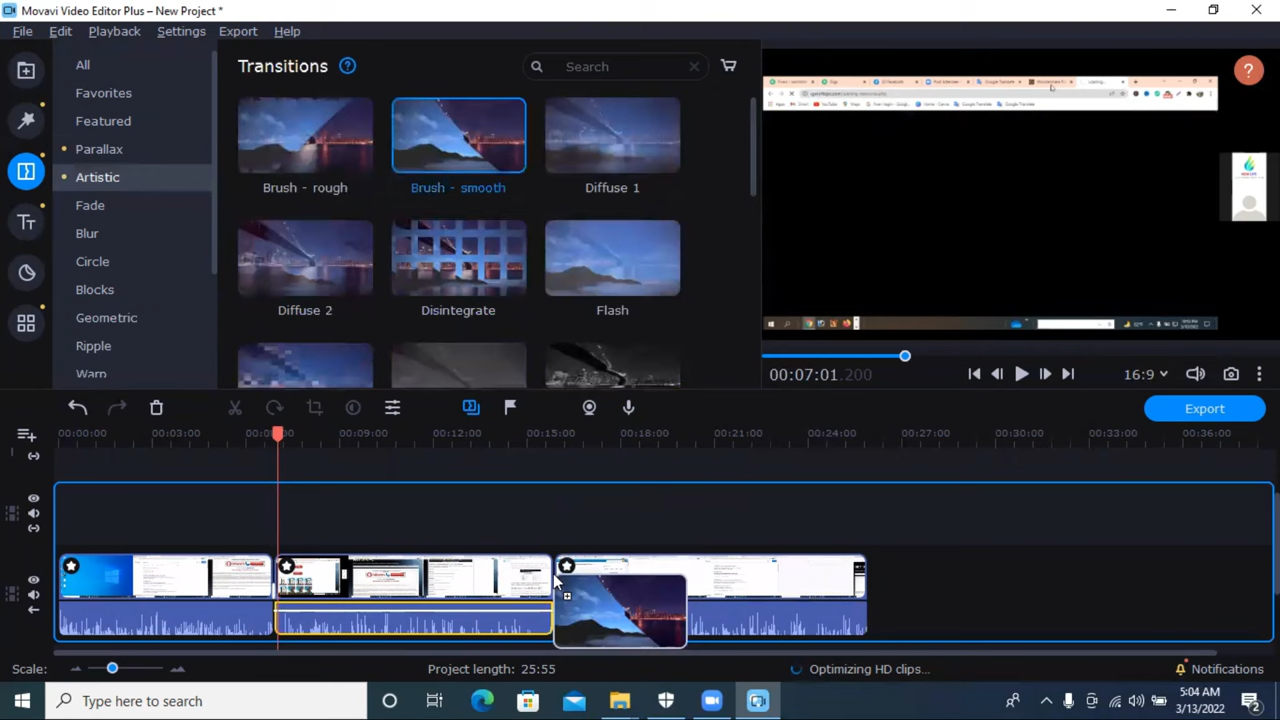 Movavi Video Editor Plus – New Project *
File Edit Playback Settings Export Help
All
Favorites
Featured
Parallax
Artistic
Fade
Blur
Circle
Blocks
Geometric
Ripple
Warp
Transitions ?
Search
Brush - rough
Brush - smooth
Diffuse 1
Diffuse 2
Disintegrate
Flash
?
00:07:01.200
16:9
Export
00:00:00 00:03:00 00:09:00 00:12:00 00:15:00 00:18:00 00:21:00 00:24:00 00:27:00 00:30:00 00:33:00 00:36:00
Scale:
Project length: 25:55
Optimizing HD clips...
Notifications
Type here to search
5:04 AM
3/13/2022
2